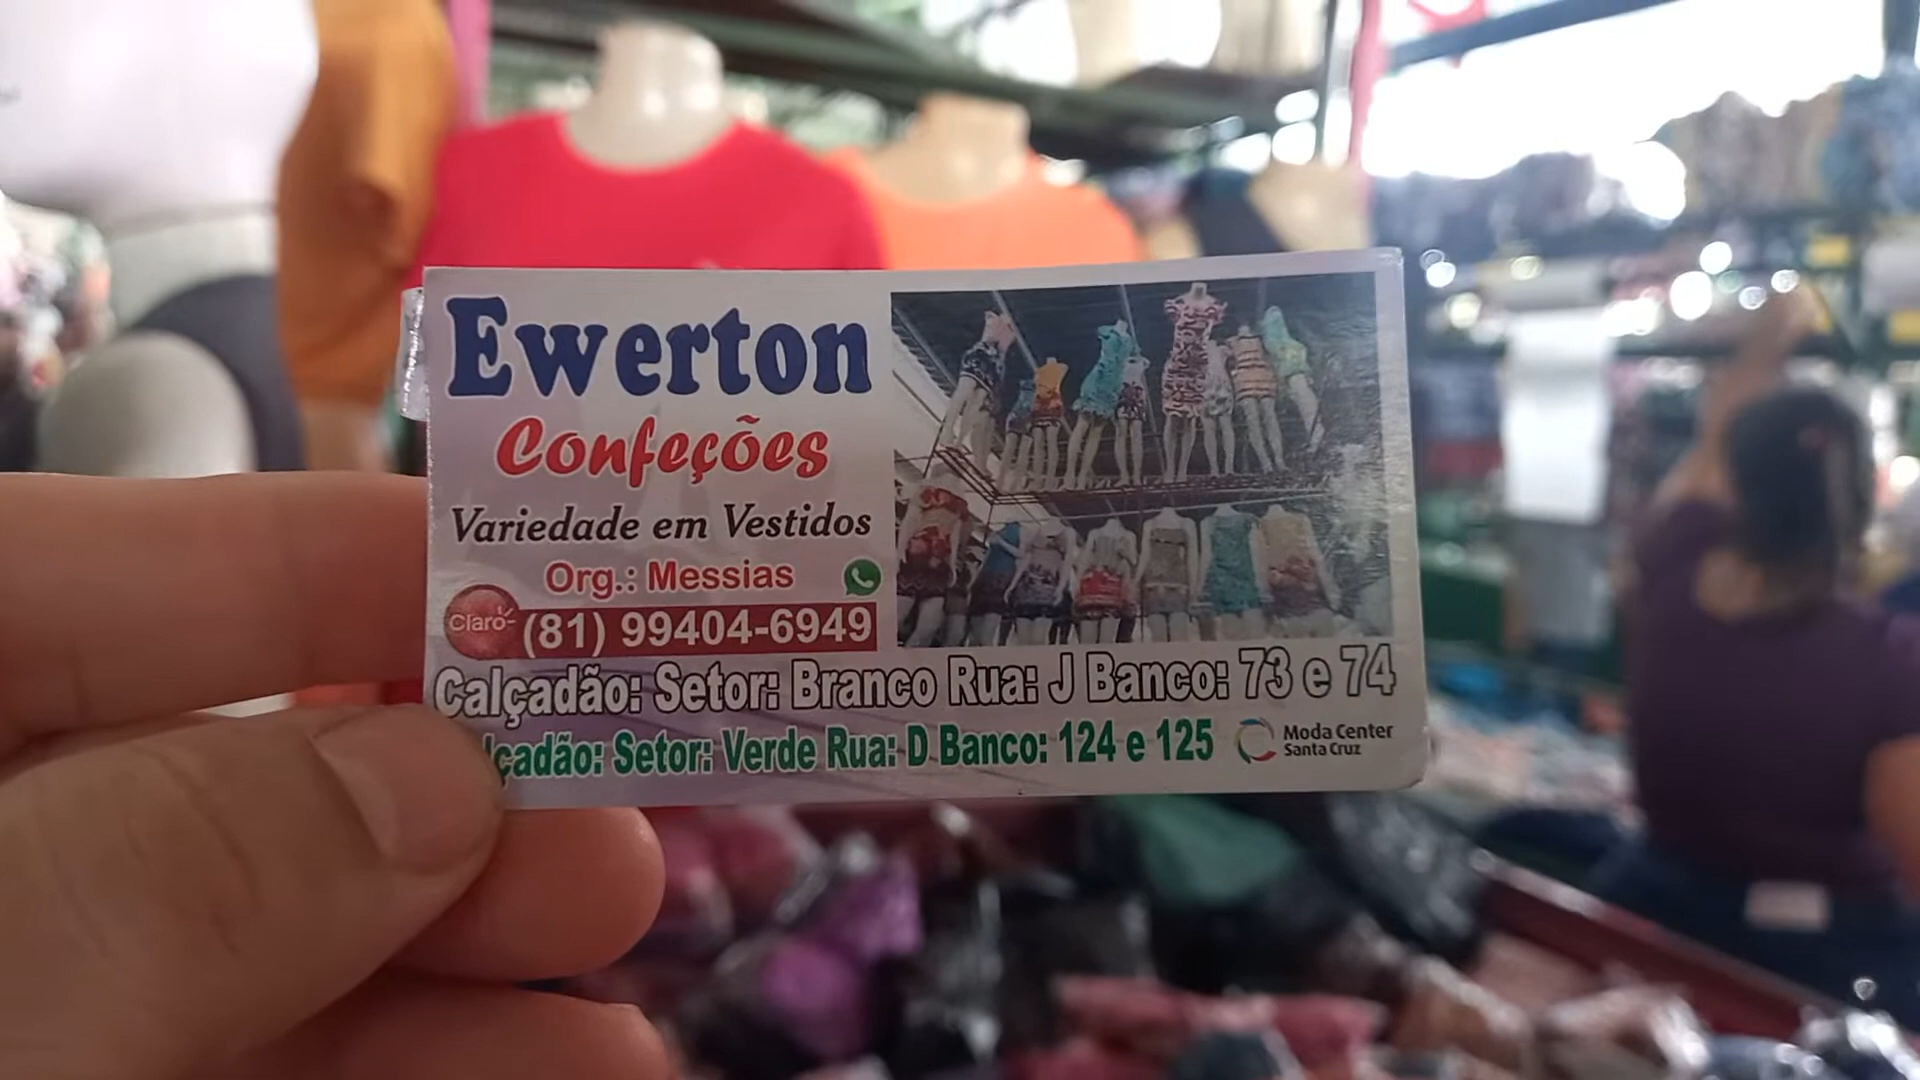 Ewerton
Confeções
Variedade em Vestidos
Org.: Messias
Claro
(81) 99404-6949
Calçadão: Setor: Branco Rua: J Banco: 73 e 74
lçadão: Setor: Verde Rua: D Banco: 124 e 125
Moda Center
Santa Cruz